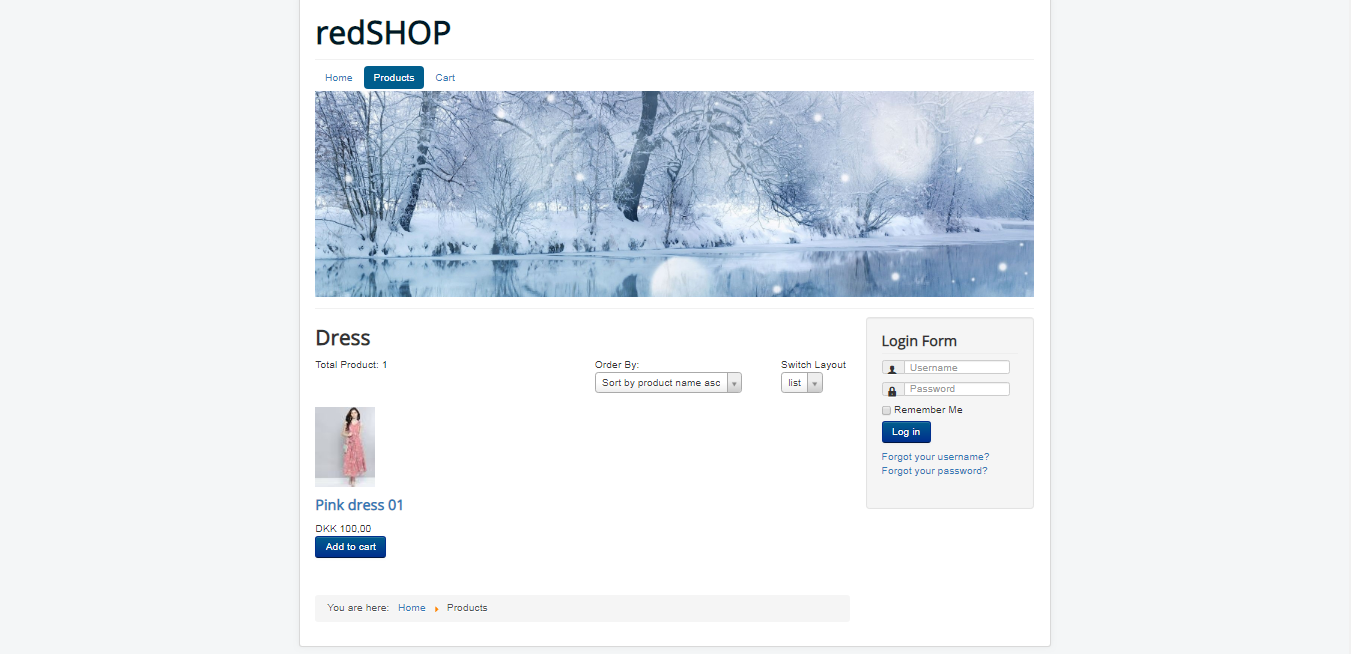 redSHOP
Home Products Cart
Dress
Total Product: 1
Order By:
Sort by product name asc
Switch Layout
list
Pink dress 01
DKK 100,00
Add to cart
You are here: Home Products
Login Form
Username
Password
Remember Me
Log in
Forgot your username?
Forgot your password?